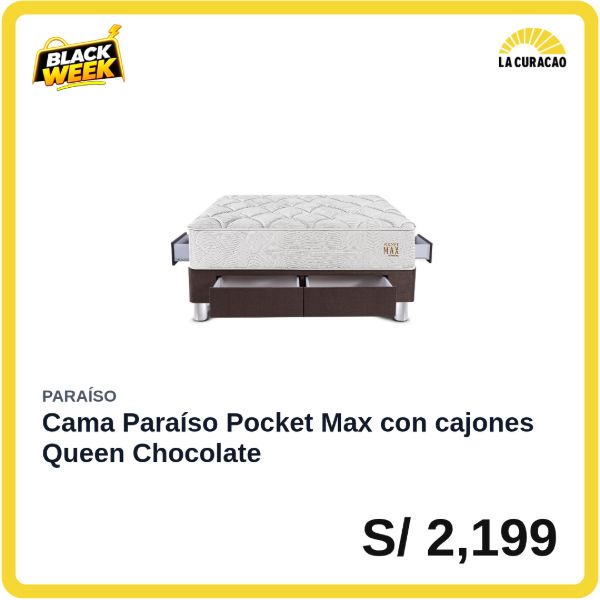 BLACK
WEEK
LA CURACAO
MAX
PARAÍSO
Cama Paraíso Pocket Max con cajones
Queen Chocolate
S/ 2,199